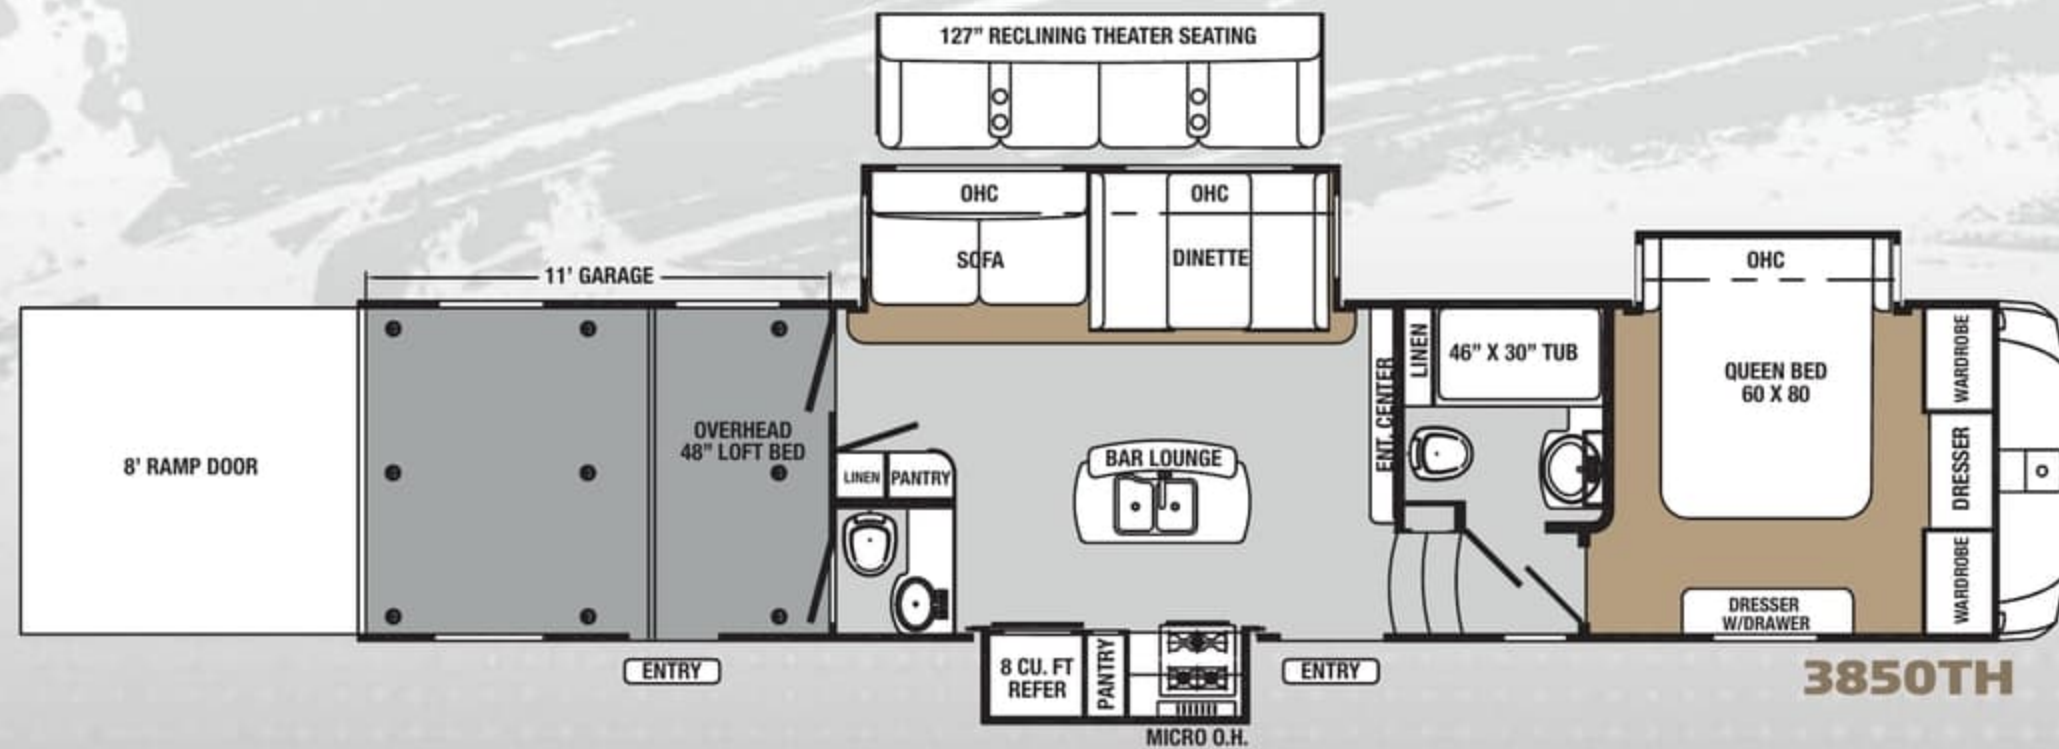 127” RECLINING THEATER SEATING
OHC
OHC
SOFA
DINETTE
OHC
11' GARAGE
8' RAMP DOOR
OVERHEAD
48” LOFT BED
LINEN
PANTRY
BAR LOUNGE
ENT. CENTER
LINEN
46” X 30” TUB
QUEEN BED
60 X 80
WARDROBE
DRESSER
WARDROBE
DRESSER
W/DRAWER
ENTRY
8 CU. FT
REFER
PANTRY
ENTRY
MICRO O.H.
3850TH